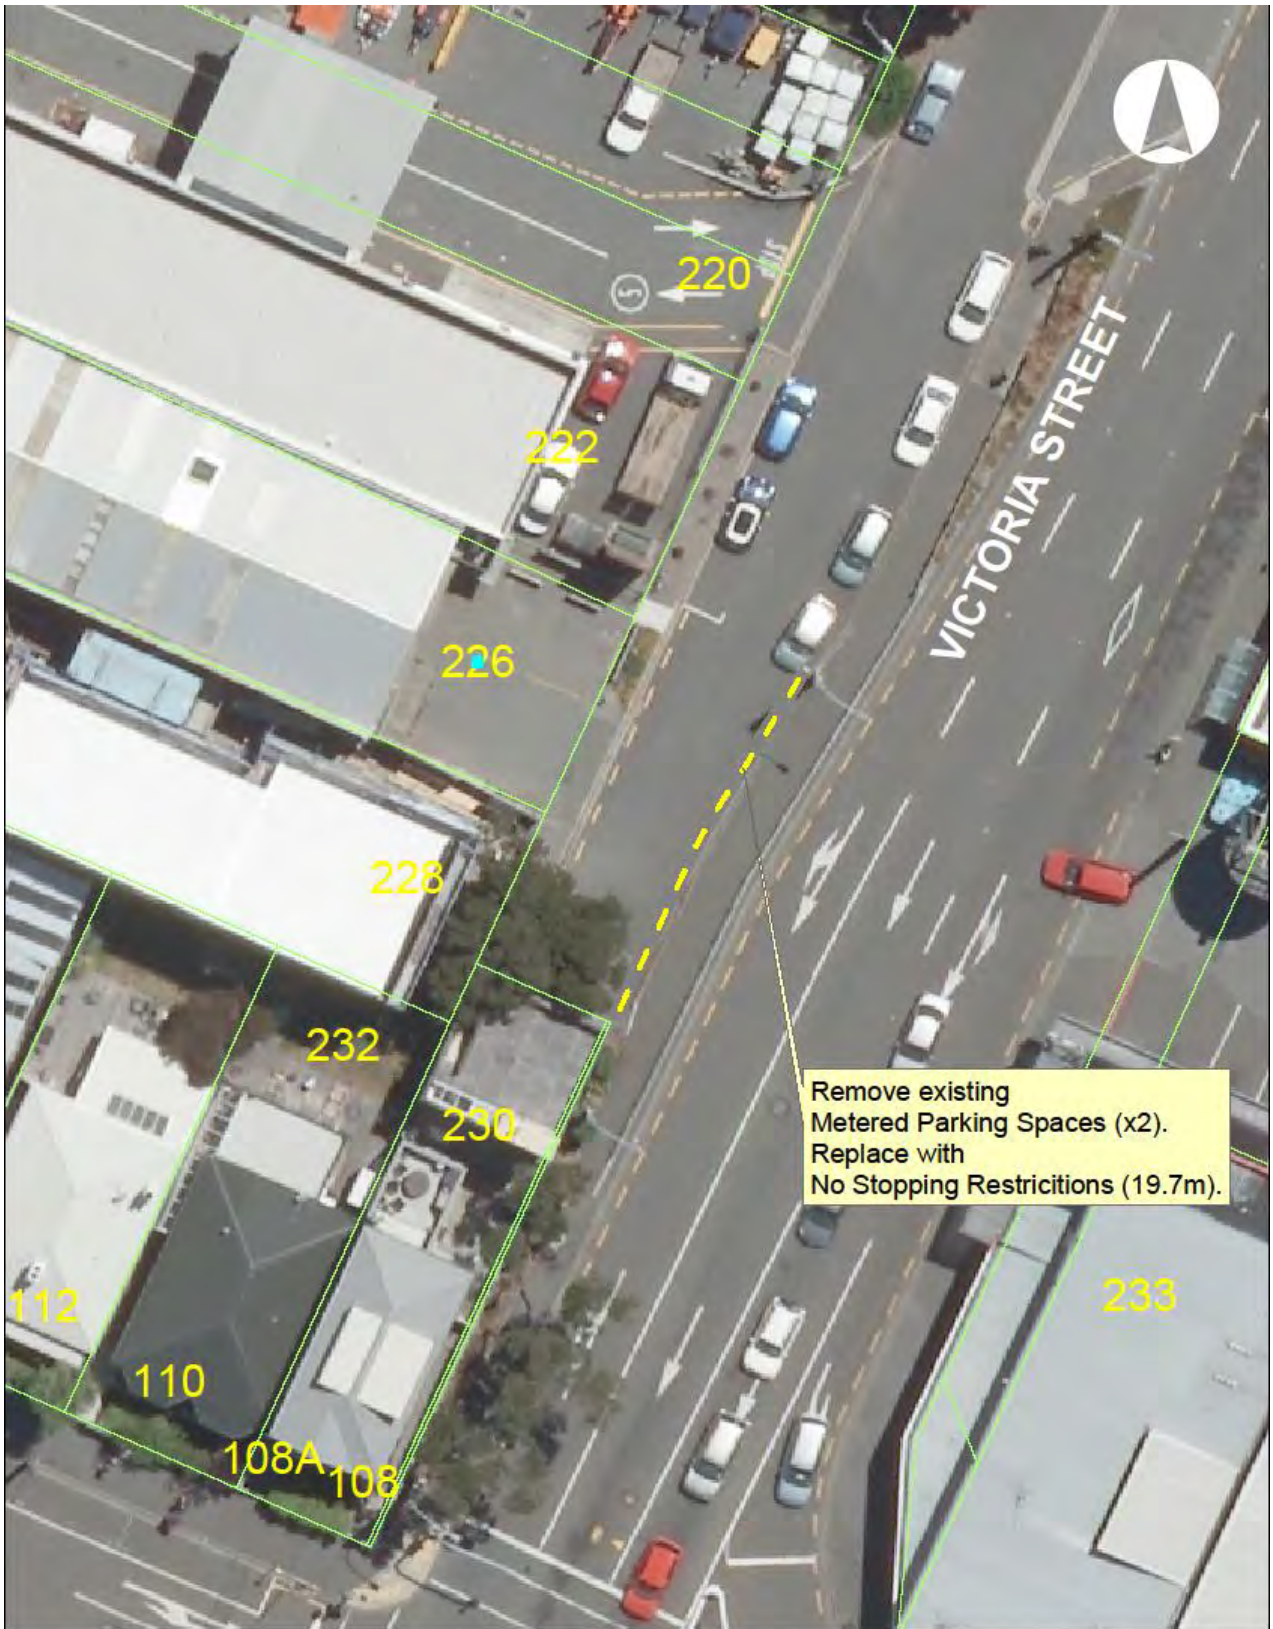 220
VICTORIA STREET
222
226
228
232
230
Remove existing
Metered Parking Spaces (x2).
Replace with
No Stopping Restricitions (19.7m).
112
233
110
108A
108